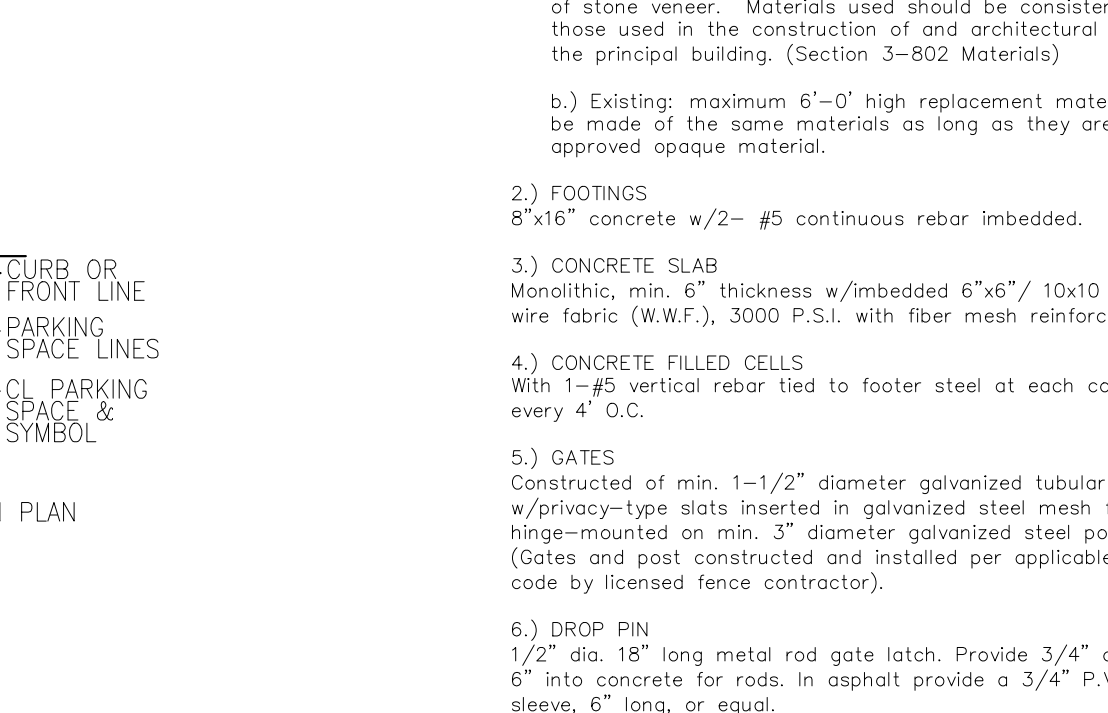 of stone veneer. Materials used should be
those used in the construction of and architectural
the principal building. (Section 3-802 Materials)
b.) Existing: maximum 6'-0' high replacement
be made of the same materials as long as they are
approved opaque material.
2.) FOOTINGS
8"x16" concrete w/2- #5 continuous rebar imbedded.
3.) CONCRETE SLAB
Monolithic, min. 6" thickness w/imbedded 6"x6"/ 10x10
wire fabric (W.W.F.), 3000 P.S.I. with fiber mesh
4.) CONCRETE FILLED CELLS
With 1-#5 vertical rebar tied to footer steel at each
every 4' O.C.
5.) GATES
Constructed of min. 1-1/2" diameter galvanized tubular
w/privacy-type slats inserted in galvanized steel mesh
hinge-mounted on min. 3" diameter galvanized steel
(Gates and post constructed and installed per applicable
code by licensed fence contractor).
6.) DROP PIN
1/2" dia. 18" long metal rod gate latch. Provide 3/4"
6" into concrete for rods. In asphalt provide a 3/4"
sleeve, 6" long, or equal.
CURB OR
FRONT LINE
PARKING
SPACE LINES
CL PARKING
SPACE &
SYMBOL
PLAN